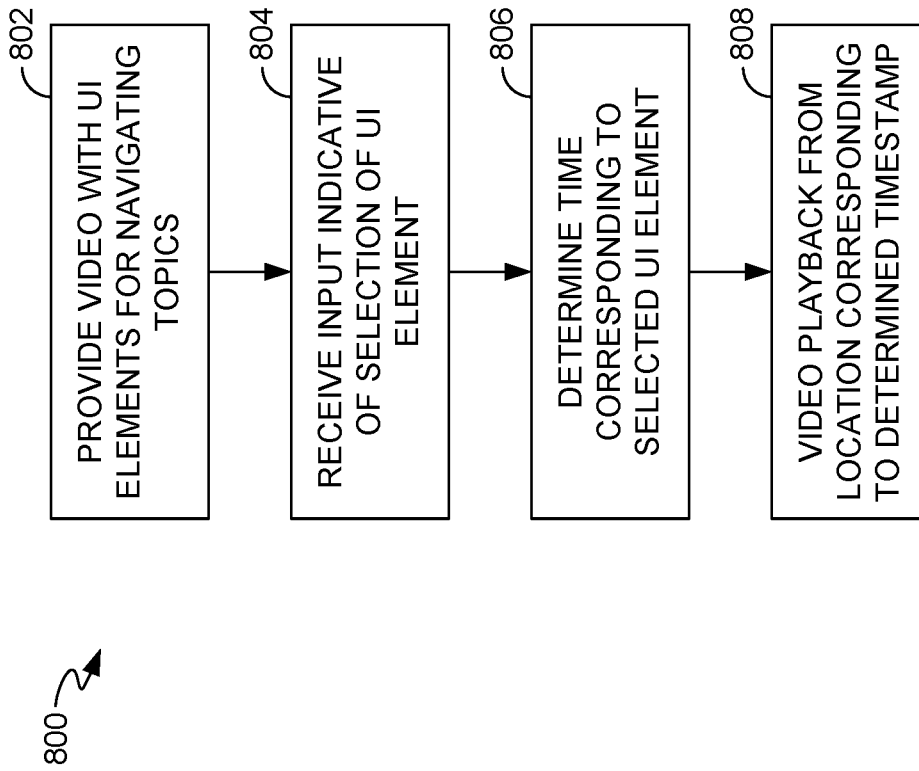 800
802
PROVIDE VIDEO WITH UI
ELEMENTS FOR NAVIGATING
TOPICS
804
RECEIVE INPUT INDICATIVE
OF SELECTION OF UI
ELEMENT
806
DETERMINE TIME
CORRESPONDING TO
SELECTED UI ELEMENT
808
VIDEO PLAYBACK FROM
LOCATION CORRESPONDING
TO DETERMINED TIMESTAMP